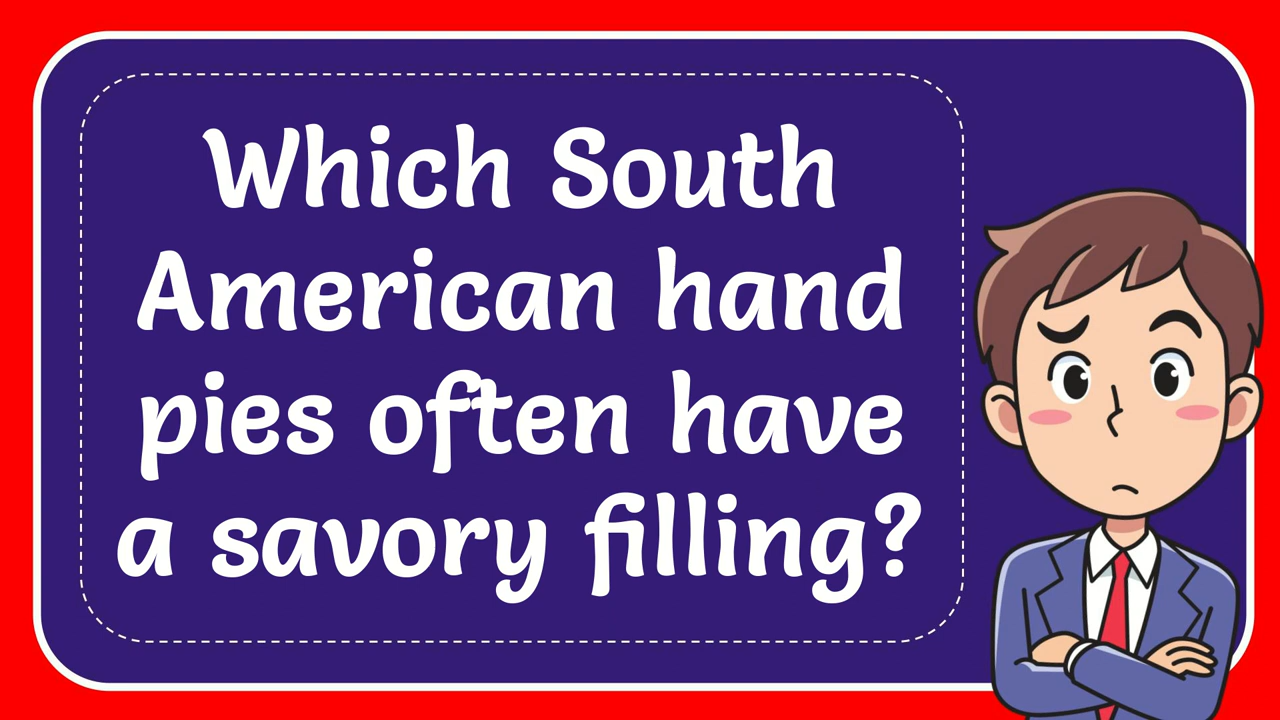 Which South
American hand
pies often have
a savory filling?